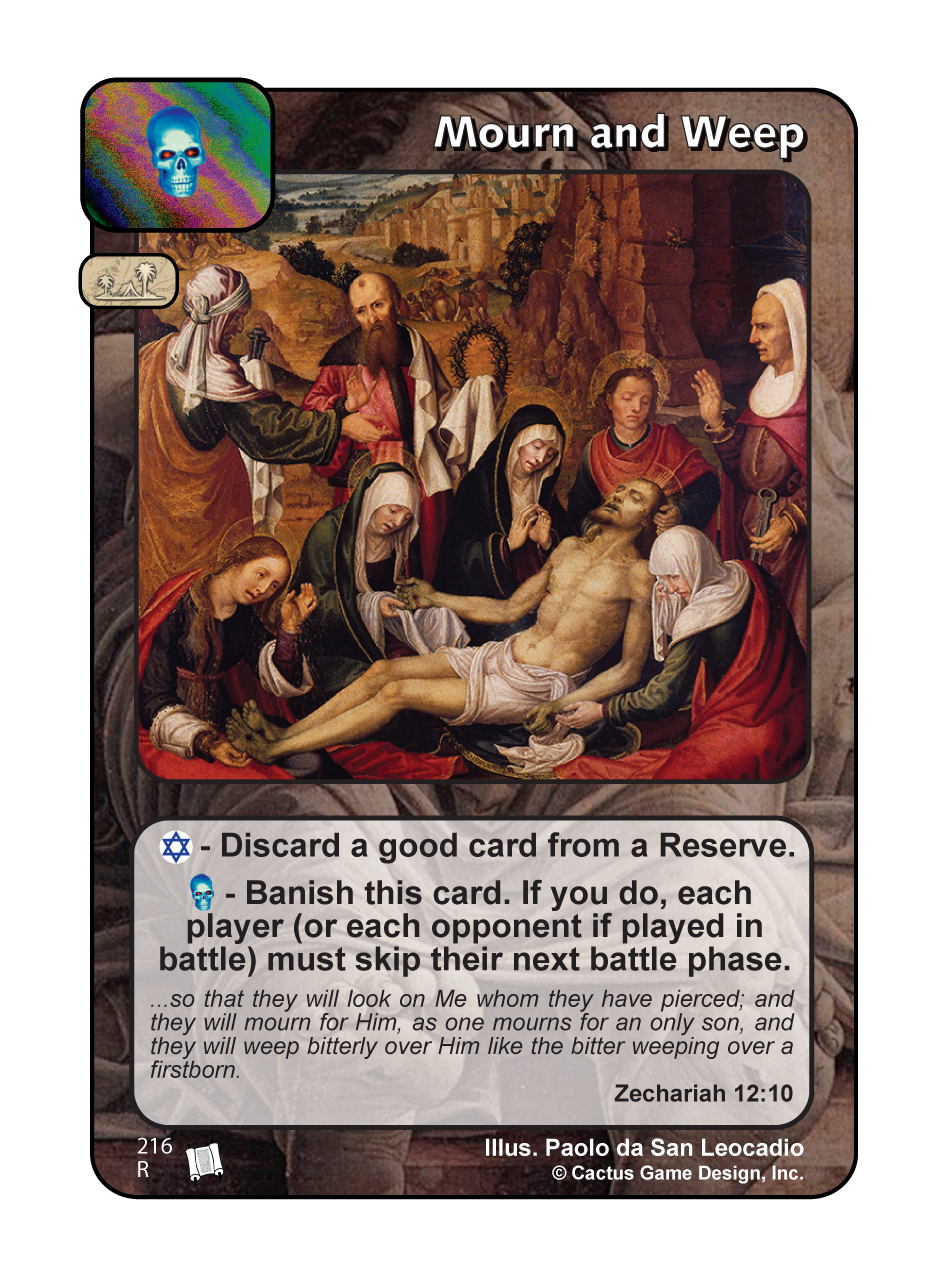 Mourn and Weep
- Discard a good card from a Reserve.
- Banish this card. If you do, each
player (or each opponent if played in
battle) must skip their next battle phase.
...so that they will look on Me whom they have pierced; and
they will mourn for Him, as one mourns for an only son, and
they will weep bitterly over Him like the bitter weeping over a
firstborn.
Zechariah 12:10
216
R
Illus. Paolo da San Leocadio
© Cactus Game Design, Inc.